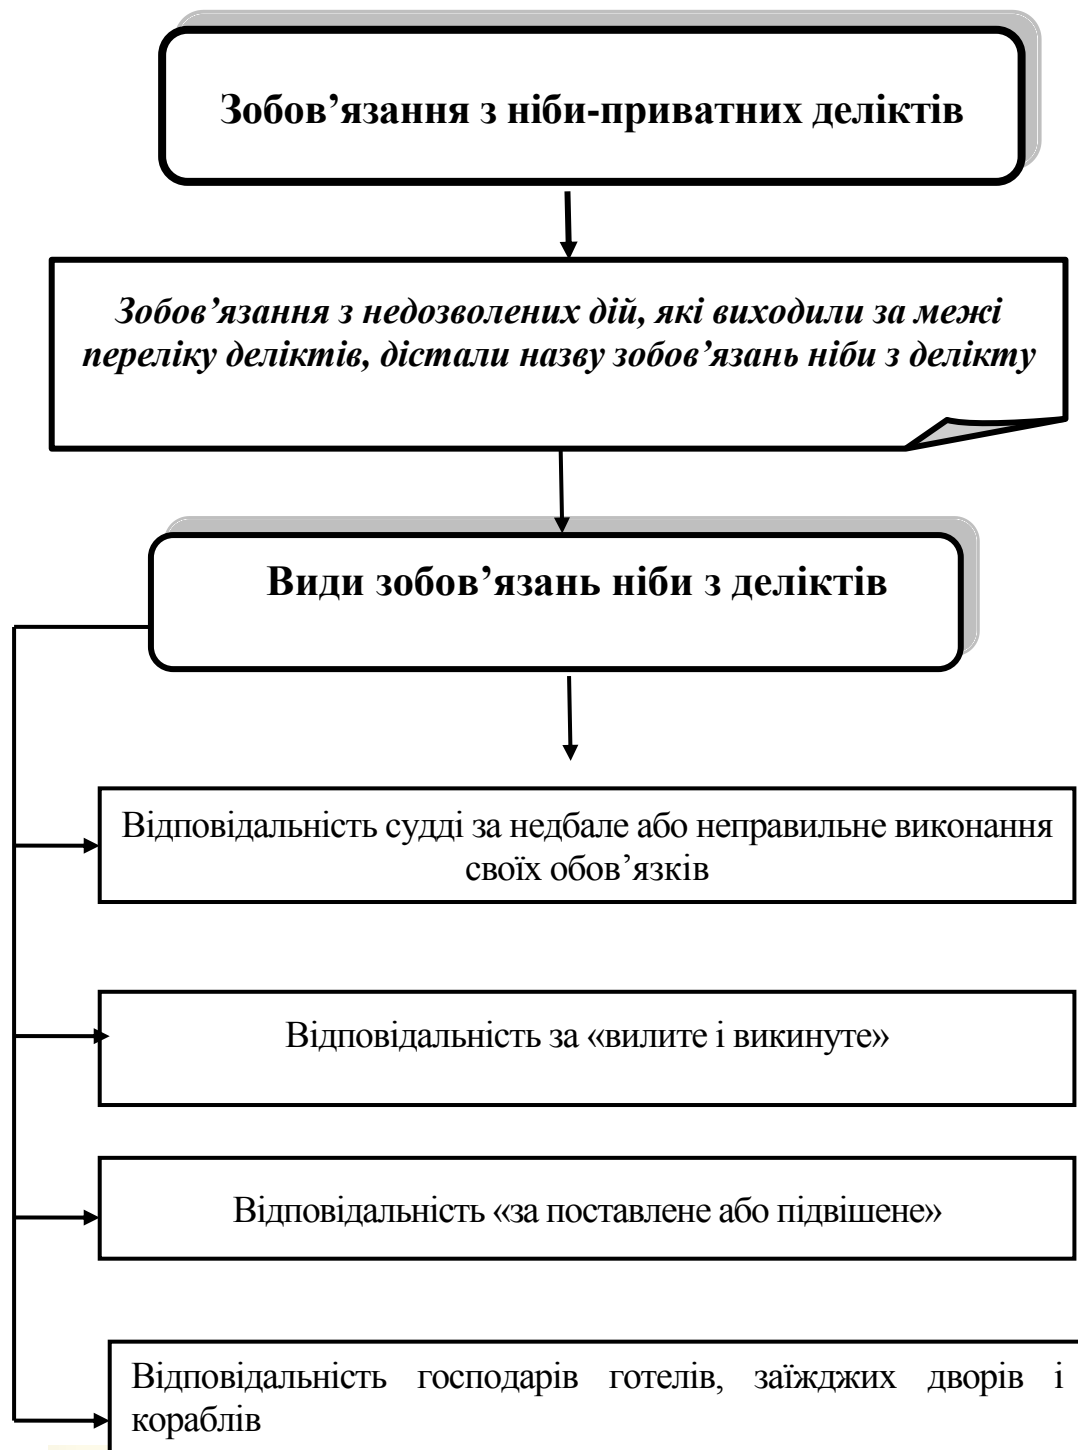 Зобов’язання з ніби-приватних деліктів
Зобов’язання з недозволених дій, які виходили за межі
переліку деліктів, дістали назву зобов’язань ніби з делікту
Види зобов’язань ніби з деліктів
Відповідальність судді за недбале або неправильне виконання
своїх обов’язків
Відповідальність за «вилите і викинуте»
Відповідальність «за поставлене або підвішене»
Відповідальність господарів готелів, заїжджих дворів і
кораблів